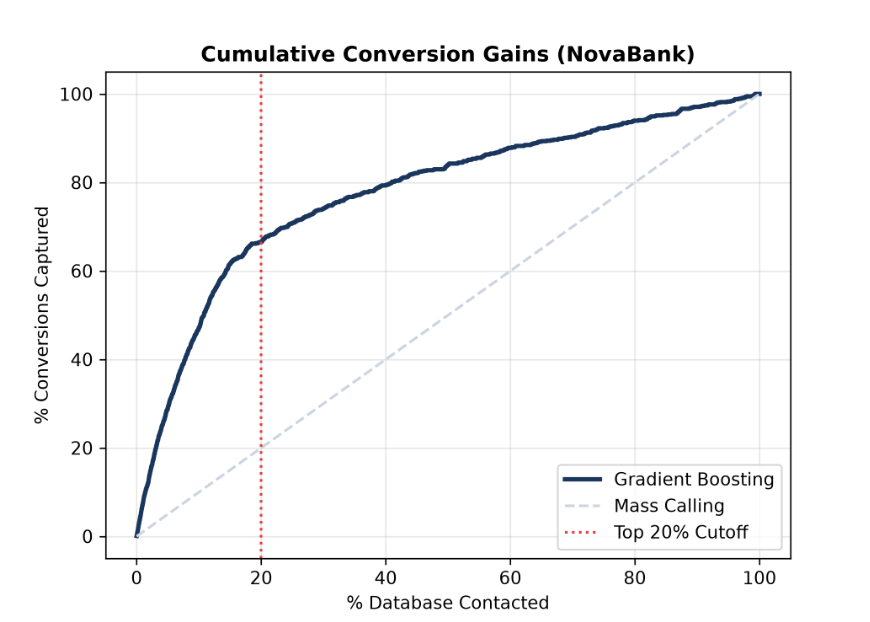 Cumulative Conversion Gains (NovaBank)
% Conversions Captured
100
80
60
40
20
0
Gradient Boosting
Mass Calling
Top 20% Cutoff
0 20 40 60 80 100
% Database Contacted